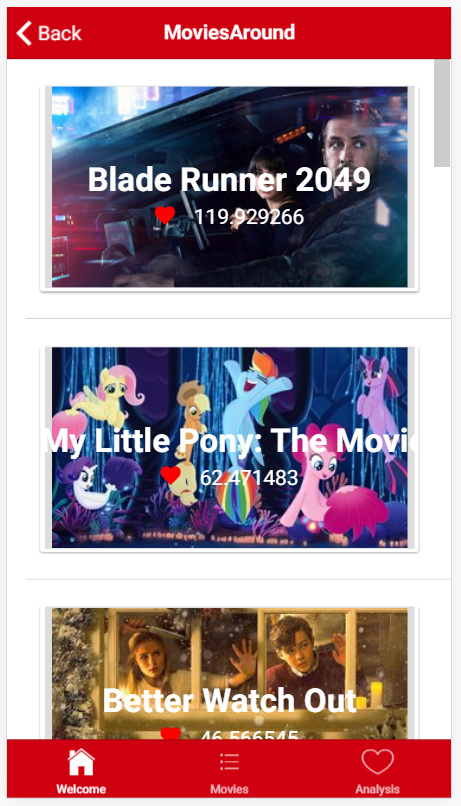 Back
MoviesAround
Blade Runner 2049
119.929266
My Little Pony: The Movie
62.471483
Better Watch Out
46.566545
Welcome
Movies
Analysis